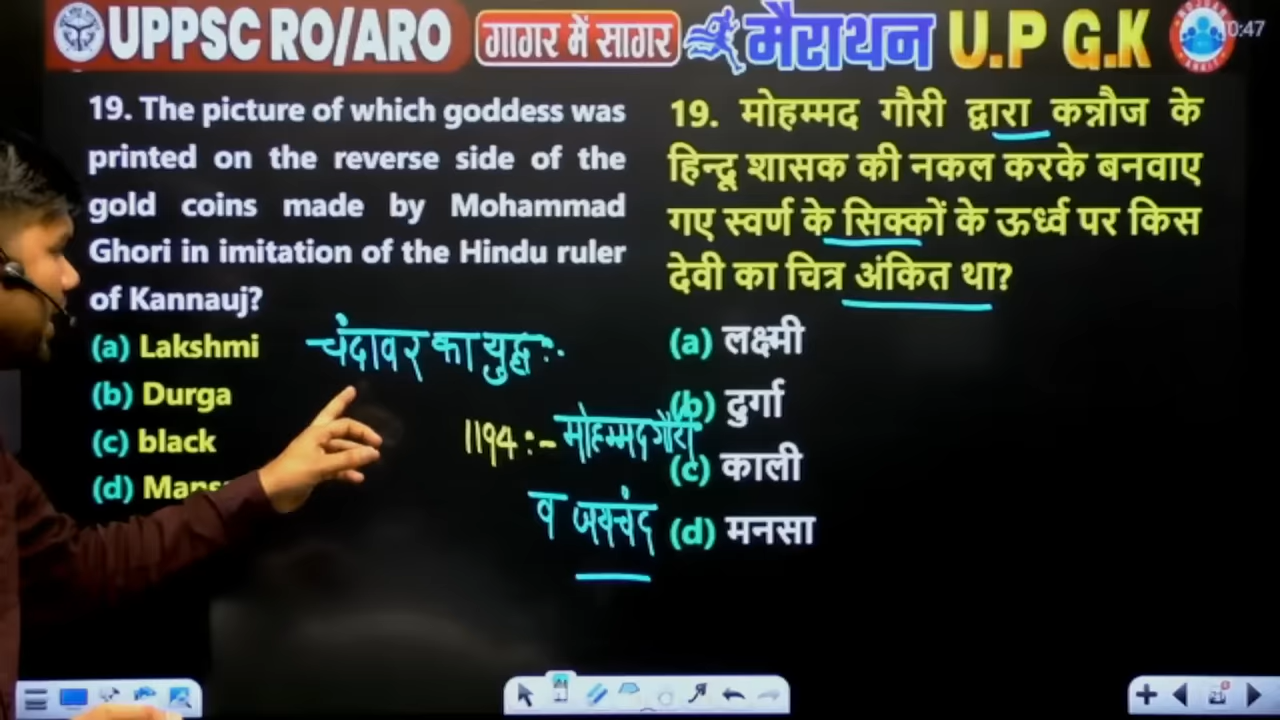 UPPSC RO/ARO गागर में सागर मैराथन U.P G.K
0:47
19. The picture of which goddess was
printed on the reverse side of the
gold coins made by Mohammad
Ghori in imitation of the Hindu ruler
of Kannauj?
(a) Lakshmi
(b) Durga
(c) black
(d)
चंदावर का युद्ध :-
1194 :- मोहम्मद गौरी
व जयचंद
19. मोहम्मद गौरी द्वारा कन्नौज के
हिन्दू शासक की नकल करके बनवाए
गए स्वर्ण के सिक्कों के ऊर्ध्व पर किस
देवी का चित्र अंकित था?
(a) लक्ष्मी
(b) दुर्गा
(c) काली
(d) मनसा